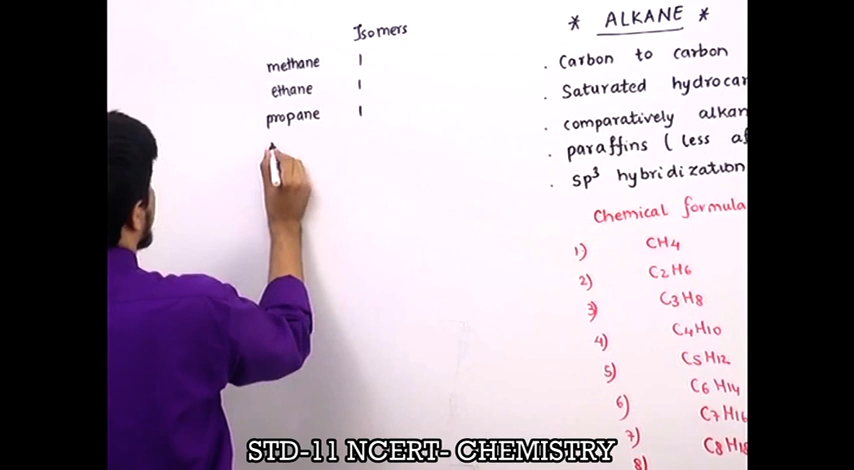 Isomers
methane 1
ethane 1
propane 1
* ALKANE *
. Carbon to carbon
. Saturated hydrocar
. comparatively alkan
. paraffins ( less af
. sp³ hybridization
Chemical formula
1) CH4
2) C2H6
3) C3H8
4) C4H10
5) C5H12
6) C6H14
7) C7H16
8) C8H18
STD-11 NCERT- CHEMISTRY